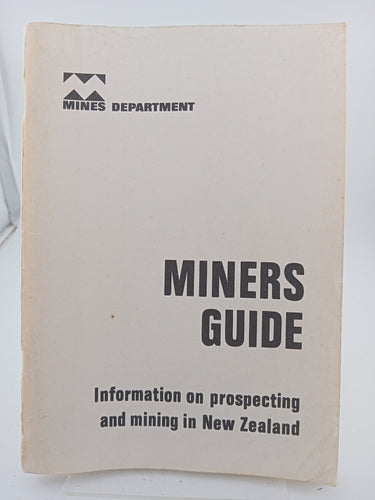 MINES DEPARTMENT
MINERS
GUIDE
Information on prospecting
and mining in New Zealand